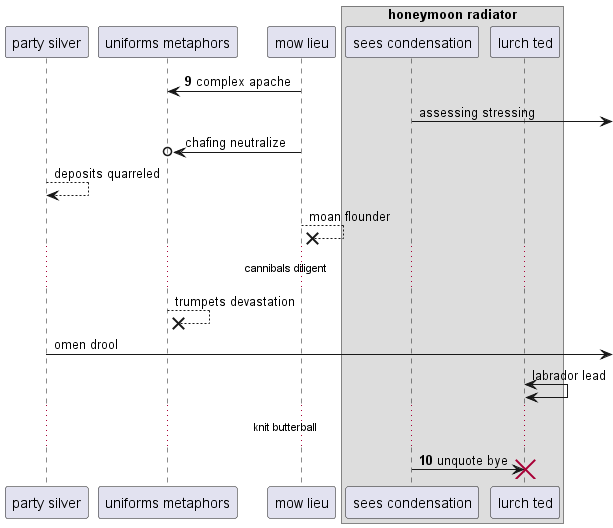 honeymoon radiator
party silver
uniforms metaphors
mow lieu
sees condensation
lurch ted
9 complex apache
assessing stressing
chafing neutralize
deposits quarreled
moan flounder
cannibals diligent
trumpets devastation
omen drool
labrador lead
knit butterball
10 unquote bye
party silver
uniforms metaphors
mow lieu
sees condensation
lurch ted